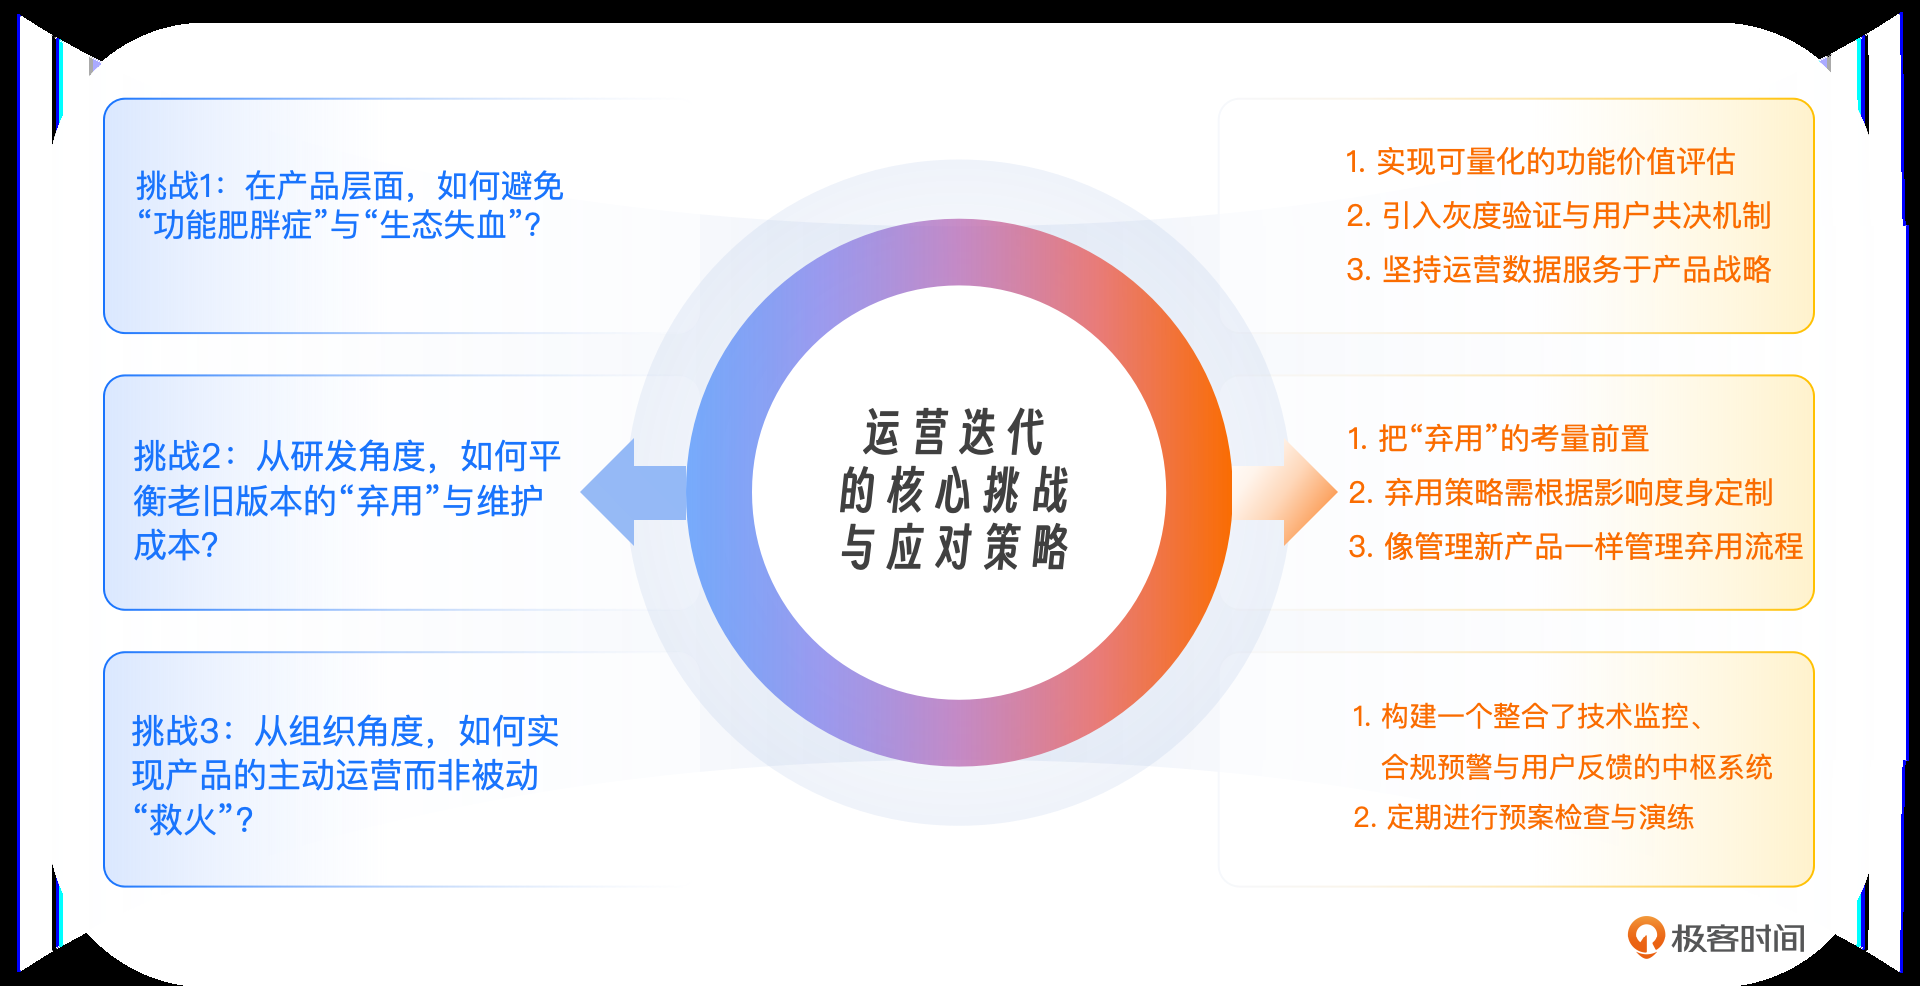 挑战1：在产品层面，如何避免
“功能肥胖症”与“生态失血”？
1. 实现可量化的功能价值评估
2. 引入灰度验证与用户共决机制
3. 坚持运营数据服务于产品战略
运营迭代
的核心挑战
与应对策略
挑战2：从研发角度，如何平
衡老旧版本的“弃用”与维护
成本？
1. 把“弃用”的考量前置
2. 弃用策略需根据影响度身定制
3. 像管理新产品一样管理弃用流程
挑战3：从组织角度，如何实
现产品的主动运营而非被动
“救火”？
1. 构建一个整合了技术监控、
合规预警与用户反馈的中枢系统
2. 定期进行预案检查与演练
极客时间